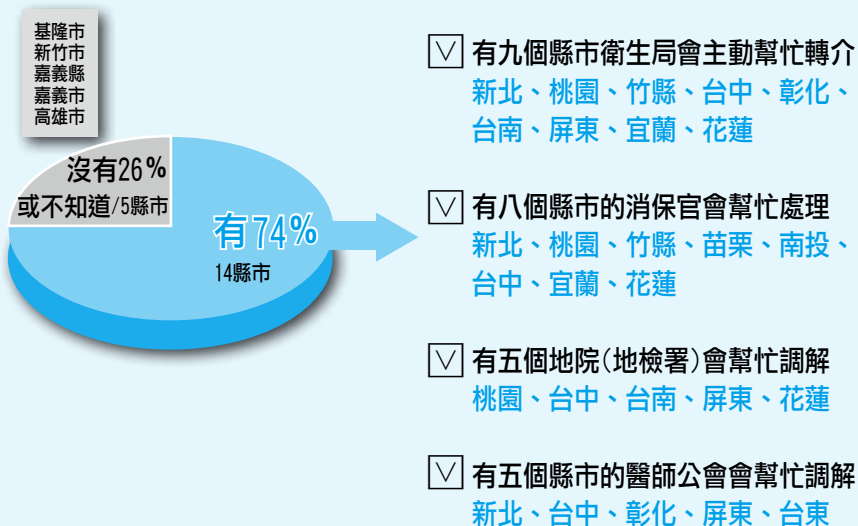 基隆市
新竹市
嘉義縣
嘉義市
高雄市
沒有26%
或不知道/5縣市
有74%
14縣市
有九個縣市衛生局會主動幫忙轉介
新北、桃園、竹縣、台中、彰化、
台南、屏東、宜蘭、花蓮
有八個縣市的消保官會幫忙處理
新北、桃園、竹縣、苗栗、南投、
台中、宜蘭、花蓮
有五個地院(地檢署)會幫忙調解
桃園、台中、台南、屏東、花蓮
有五個縣市的醫師公會會幫忙調解
新北、台中、彰化、屏東、台東